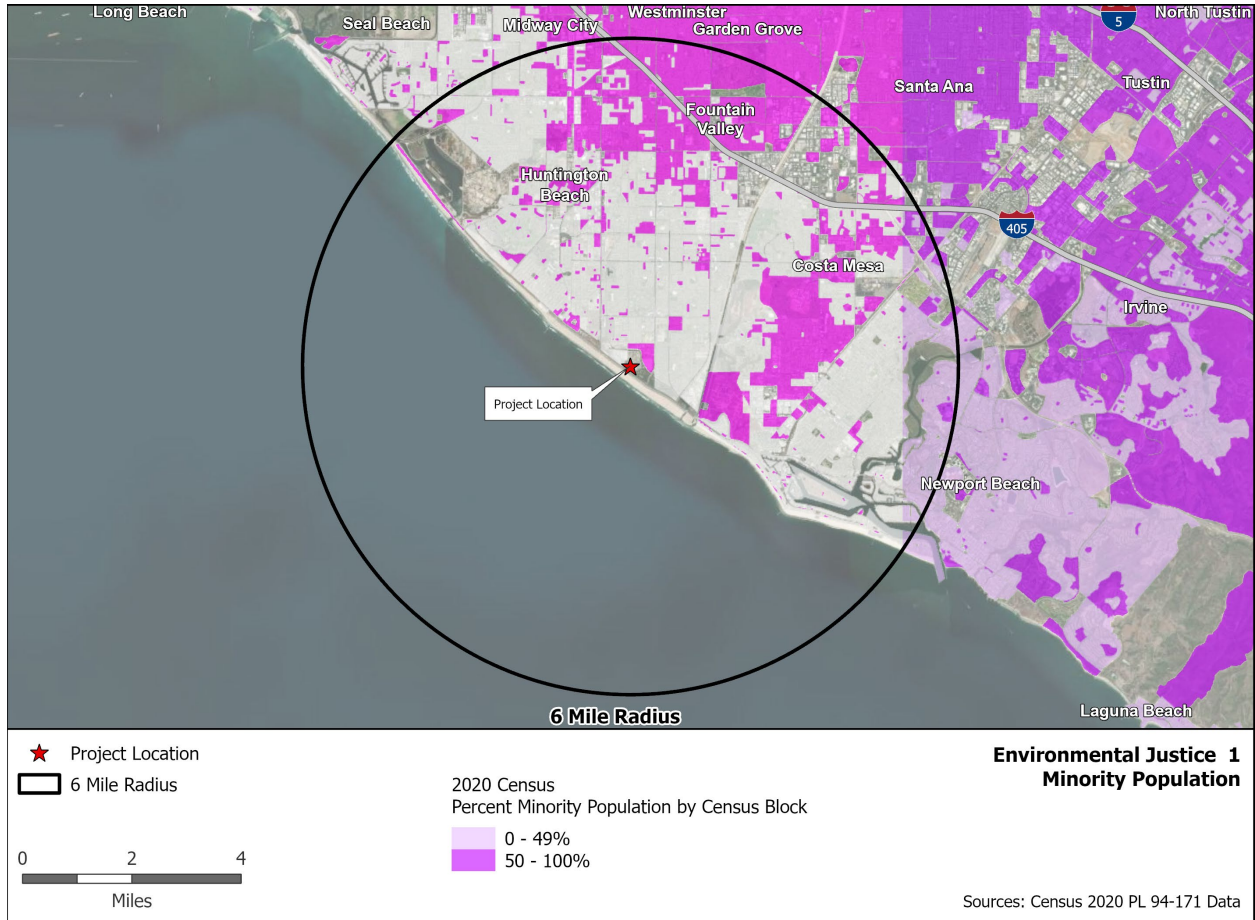 Long Beach
Seal Beach
Midway City
Westminster
Garden Grove
5
North Tustin
Santa Ana
Tustin
Fountain
Valley
Huntington
Beach
405
Costa Mesa
Irvine
Project Location
Newport Beach
Laguna Beach
6 Mile Radius
Project Location
6 Mile Radius
0 2 4
Miles
2020 Census
Percent Minority Population by Census Block
0 - 49%
50 - 100%
Environmental Justice 1
Minority Population
Sources: Census 2020 PL 94-171 Data